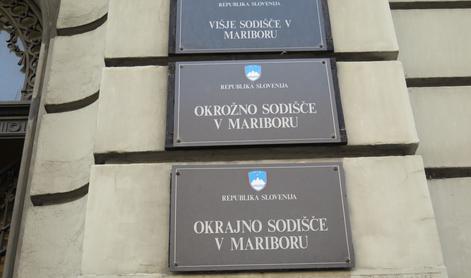 REPUBLIKA SLOVENIJA
VIŠJE SODIŠČE V
MARIBORU
REPUBLIKA SLOVENIJA
OKROŽNO SODIŠČE
V MARIBORU
REPUBLIKA SLOVENIJA
OKRAJNO SODIŠČE
V MARIBORU